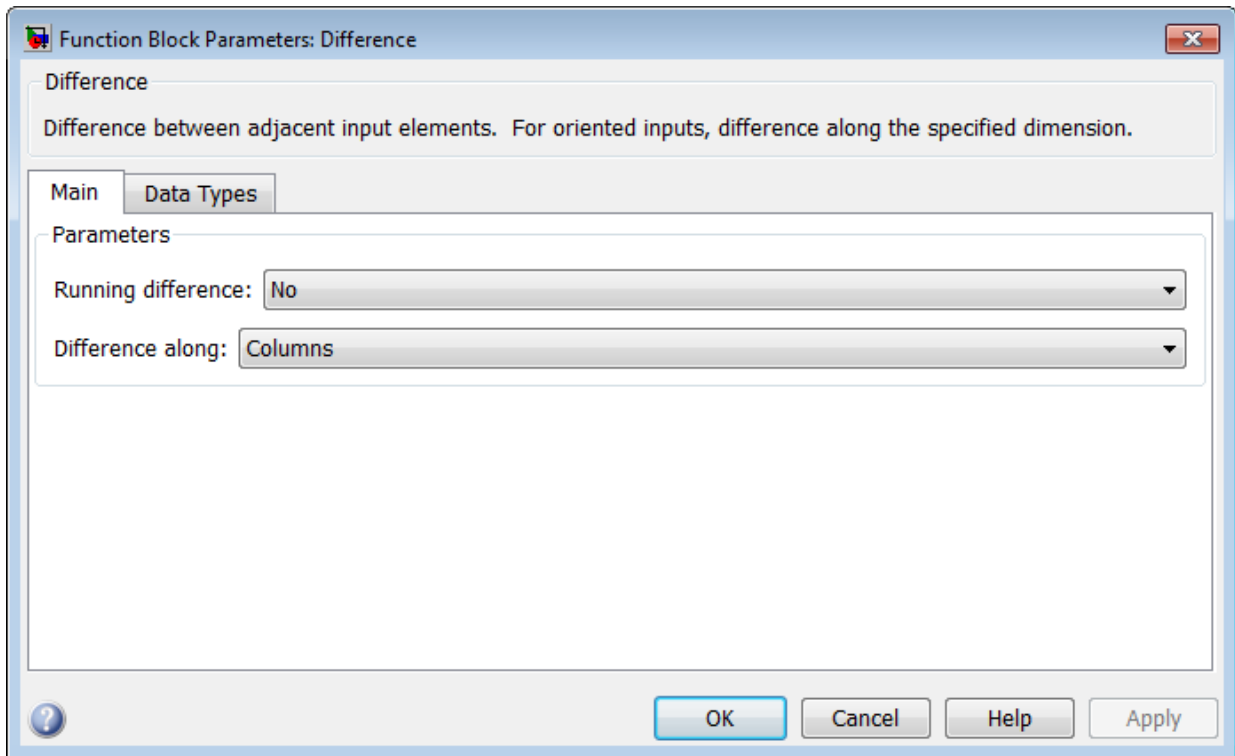 Function Block Parameters: Difference
Difference
Difference between adjacent input elements.  For oriented inputs, difference along the specified dimension.
Main
Data Types
Parameters
Running difference: No
Difference along: Columns
?
OK
Cancel
Help
Apply